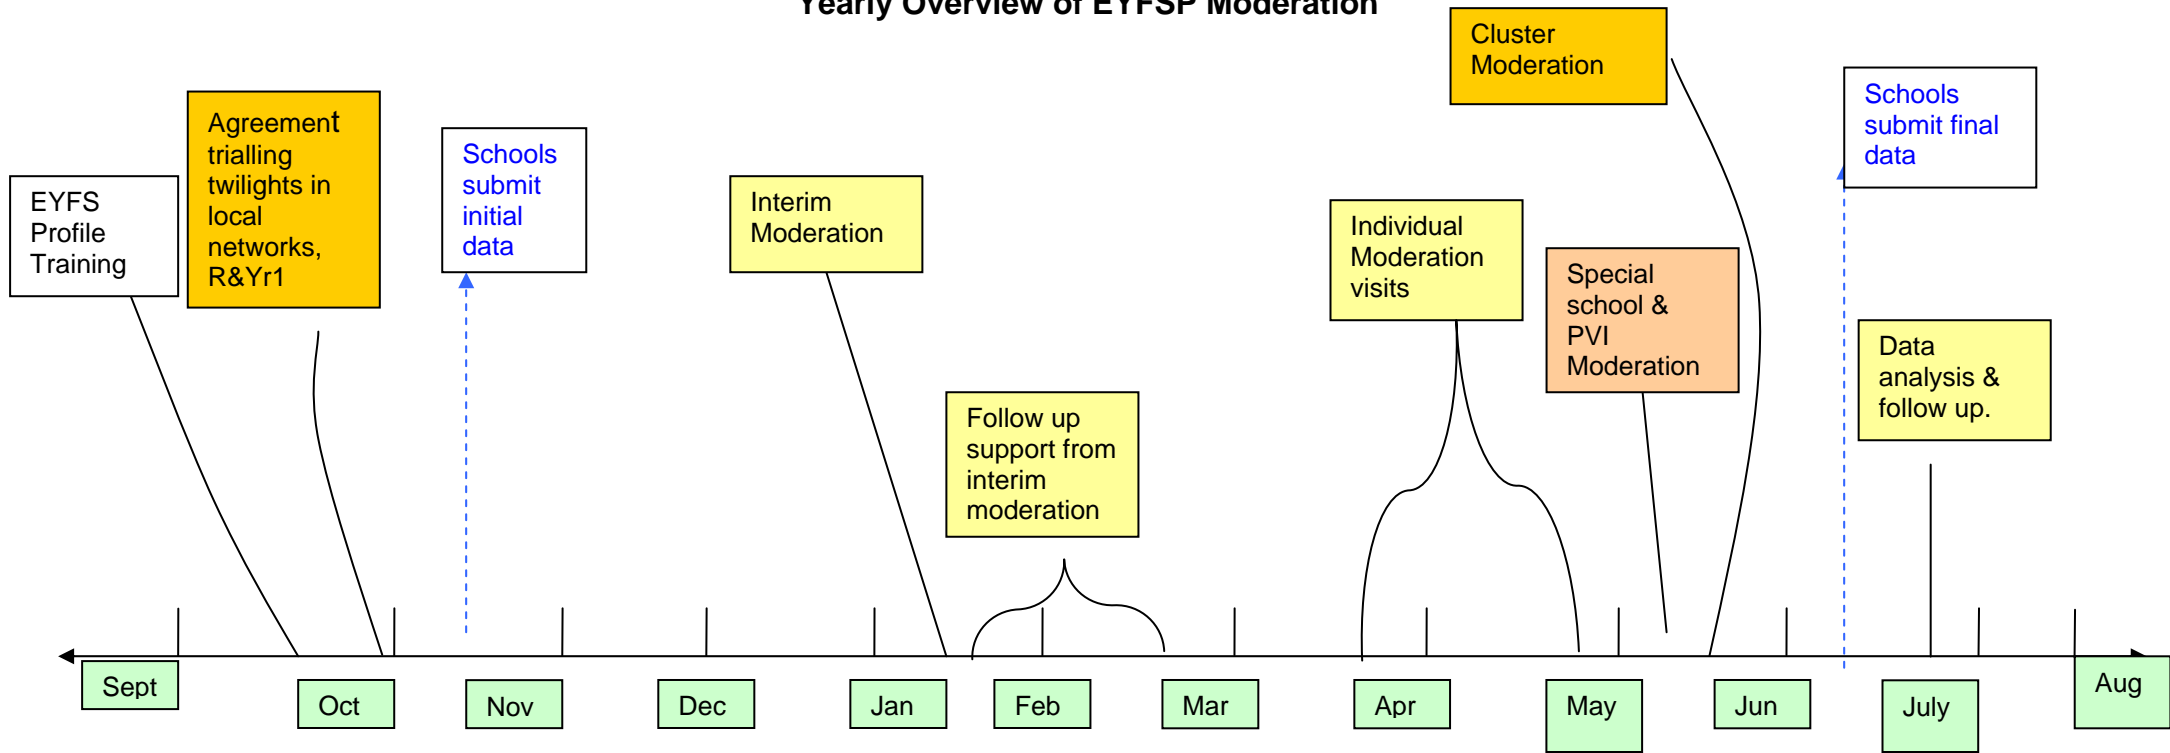 Yearly Overview of EYFSP Moderation
Cluster
Moderation
Schools
submit final
data
Agreement
trialling
twilights in
local
networks,
R&Yr1
Schools
submit
initial
data
EYFS
Profile
Training
Interim
Moderation
Individual
Moderation
visits
Special
school &
PVI
Moderation
Data
analysis &
follow up.
Follow up
support from
interim
moderation
Sept
Oct
Nov
Dec
Jan
Feb
Mar
Apr
May
Jun
July
Aug